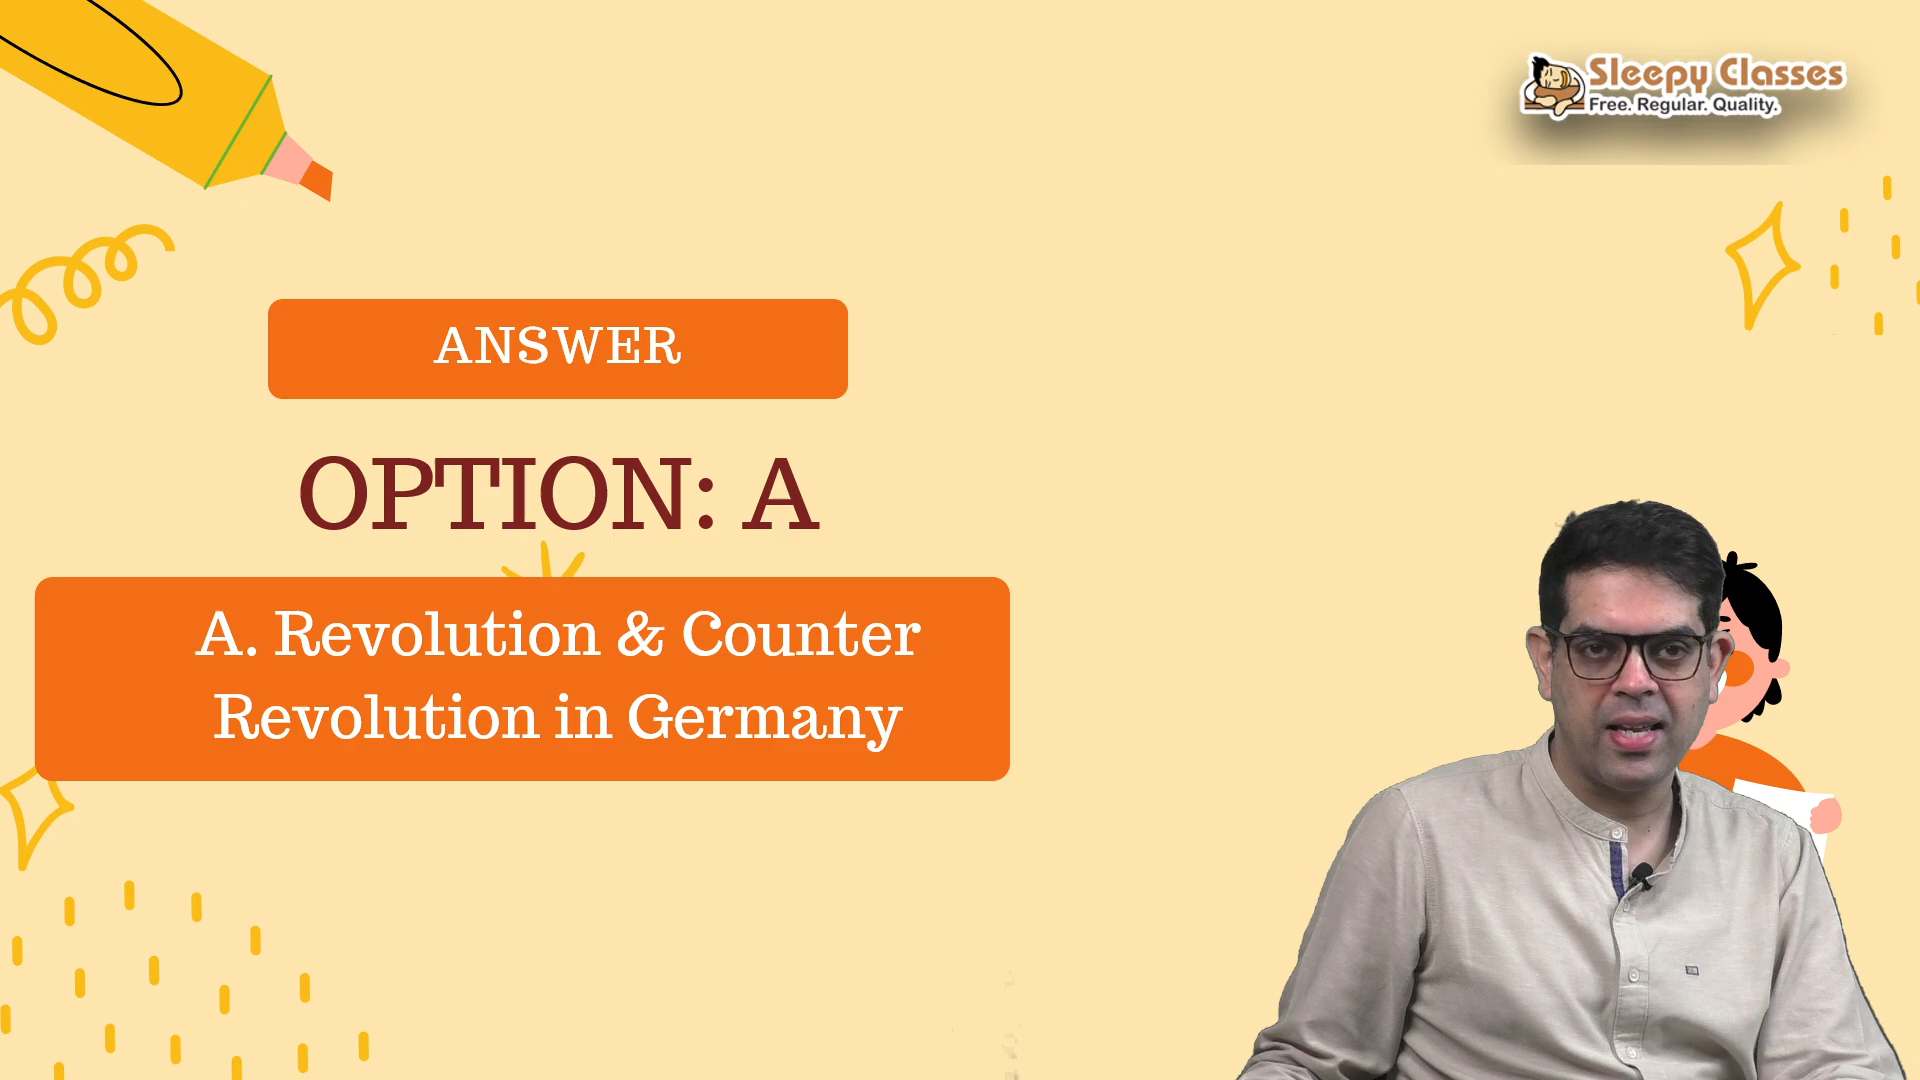 Sleepy Classes
Free. Regular. Quality.
ANSWER
OPTION: A
A. Revolution & Counter
Revolution in Germany